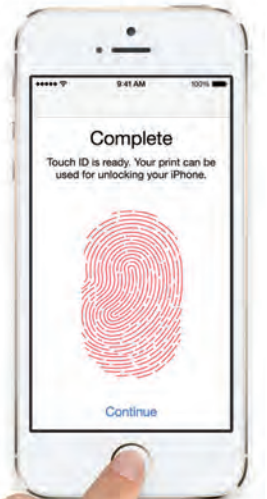 9:41 AM
100%
Complete
Touch ID is ready. Your print can be
used for unlocking your iPhone.
Continue